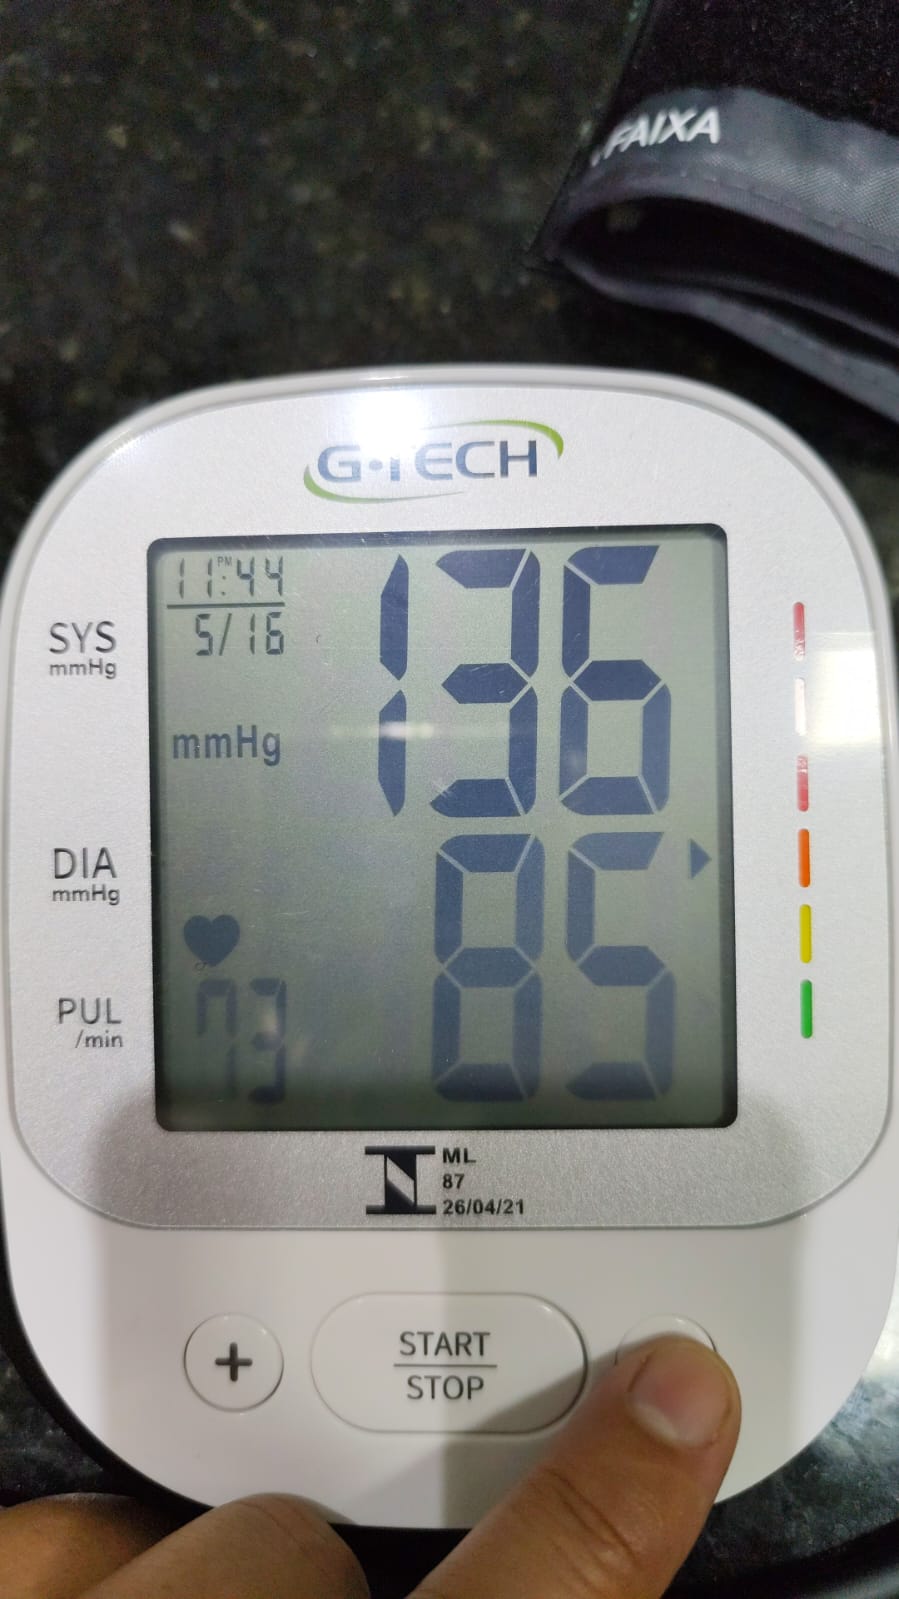 FAIXA
G·TECH
11:44 PM
5/16
SYS
mmHg
136
mmHg
DIA
mmHg
85
PUL
/min
73
ML
87
26/04/21
+
START
STOP